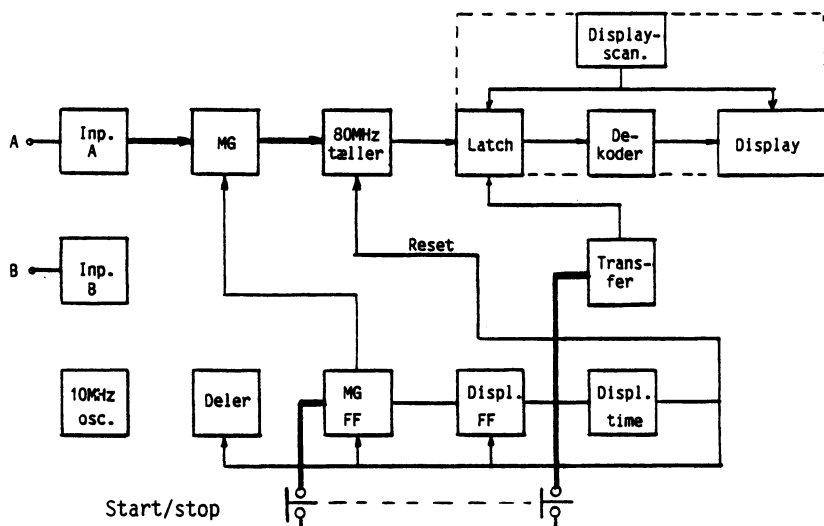 Display-
scan.
A
Inp.
A
MG
80MHz
tæller
Latch
De-
koder
Display
Reset
B
Inp.
B
Trans-
fer
10MHz
osc.
Deler
MG
FF
Displ.
FF
Displ.
time
Start/stop